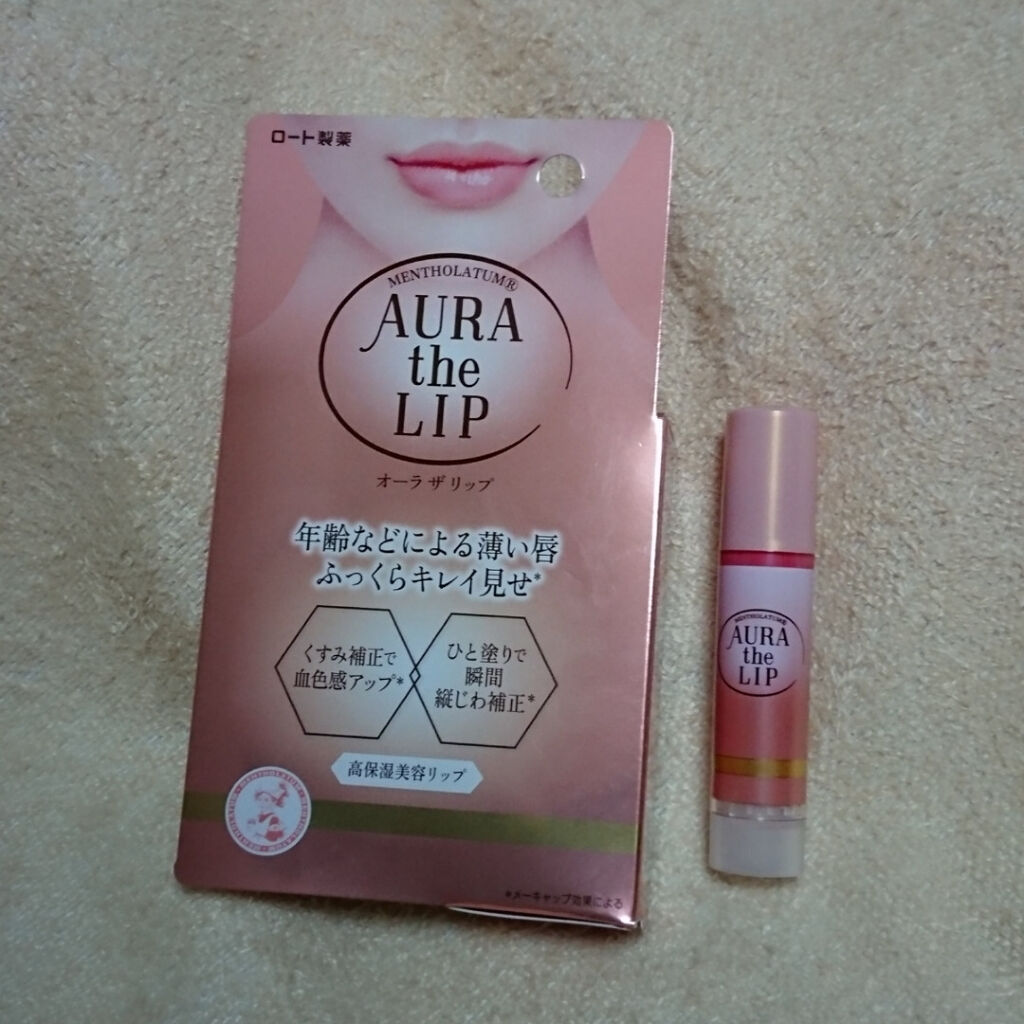 ロート製薬
MENTHOLATUM®
AURA
the
LIP
オーラ ザ リップ
年齢などによる薄い唇
ふっくらキレイ見せ*
くすみ補正で
血色感アップ*
ひと塗りで
瞬間
縦じわ補正*
高保湿美容リップ
*メーキャップ効果による
MENTHOLATUM®
AURA
the
LIP